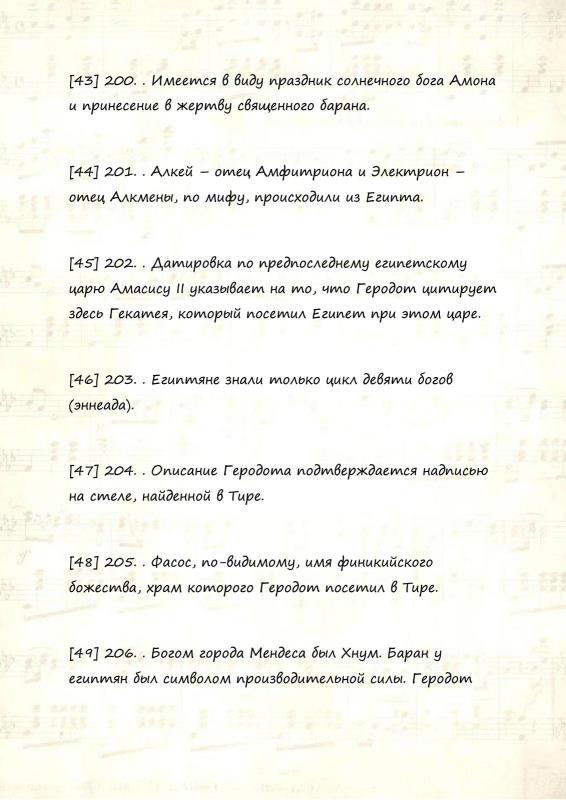 [43] 200. . Имеется в виду праздник солнечного бога Амона
и принесение в жертву священного барана.
[44] 201. . Алкей – отец Амфитриона и Электрион –
отец Алкмены, по мифу, происходили из Египта.
[45] 202. . Датировка по предпоследнему египетскому
царю Амасису II указывает на то, что Геродот цитирует
здесь Гекатея, который посетил Египет при этом царе.
[46] 203. . Египтяне знали только цикл девяти богов
(эннеада).
[47] 204. . Описание Геродота подтверждается надписью
на стеле, найденной в Тире.
[48] 205. . Фасос, по-видимому, имя финикийского
божества, храм которого Геродот посетил в Тире.
[49] 206. . Богом города Мендеса был Хнум. Баран у
египтян был символом производительной силы. Геродот